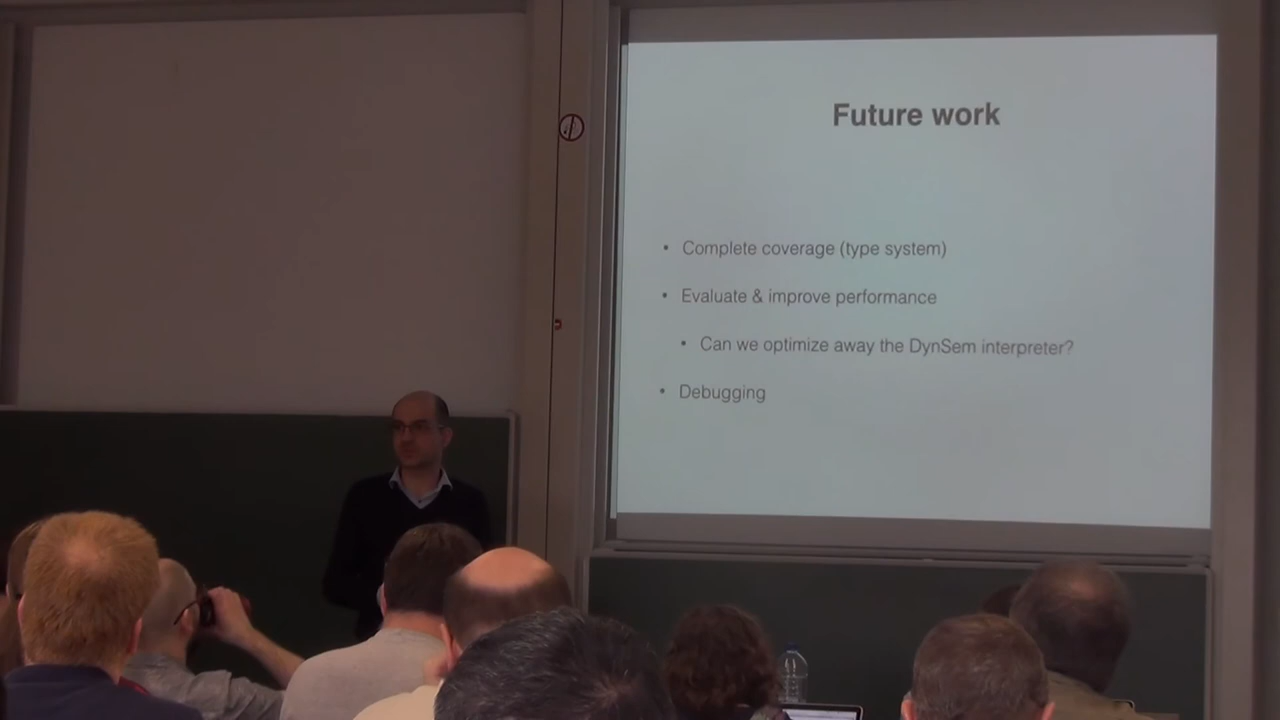 Future work
• Complete coverage (type system)
• Evaluate & improve performance
• Can we optimize away the DynSem interpreter?
• Debugging